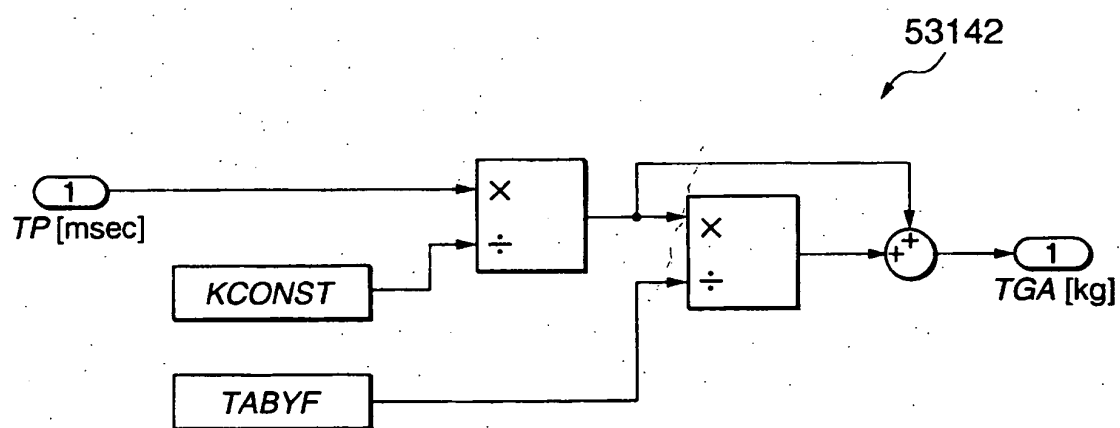 53142
1
TP [msec]
×
÷
KCONST
×
÷
TABYF
+
+
1
TGA [kg]